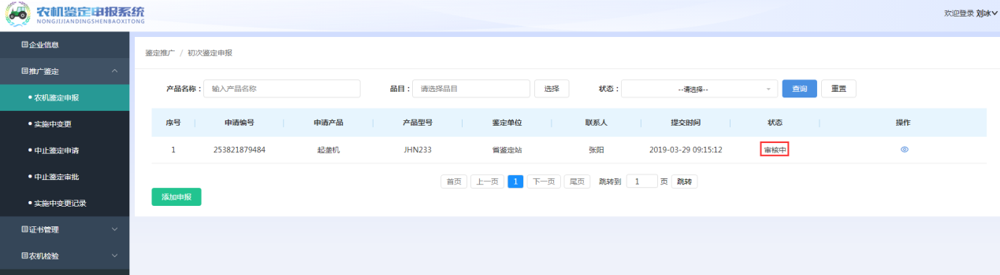 农机鉴定申报系统
NONGJIJIANDINGSHENBAOXITONG
欢迎登录 刘冰
企业信息
推广鉴定
农机鉴定申报
实施中变更
中止鉴定申请
中止鉴定审批
实施中变更记录
证书管理
农机检验
鉴定推广 / 初次鉴定申报
产品名称： 输入产品名称 品目： 请选择品目 选择 状态： --请选择-- 查询 重置
序号 申请编号 申请产品 产品型号 鉴定单位 联系人 提交时间 状态 操作
1 253821879484 起垄机 JHN233 省鉴定站 张阳 2019-03-29 09:15:12 审核中
首页 上一页 1 下一页 尾页 跳转到 1 页 跳转
添加申报